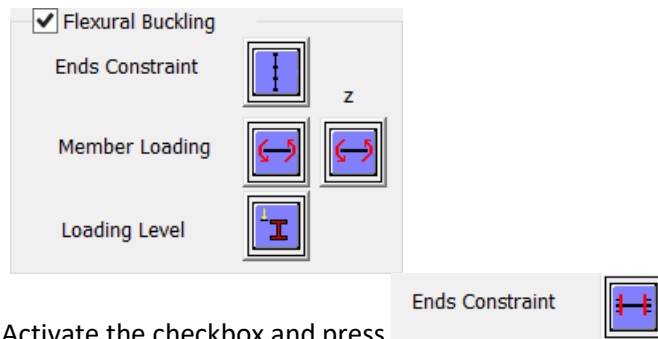 Flexural Buckling
Ends Constraint
z
Member Loading
Loading Level
Activate the checkbox and press
Ends Constraint